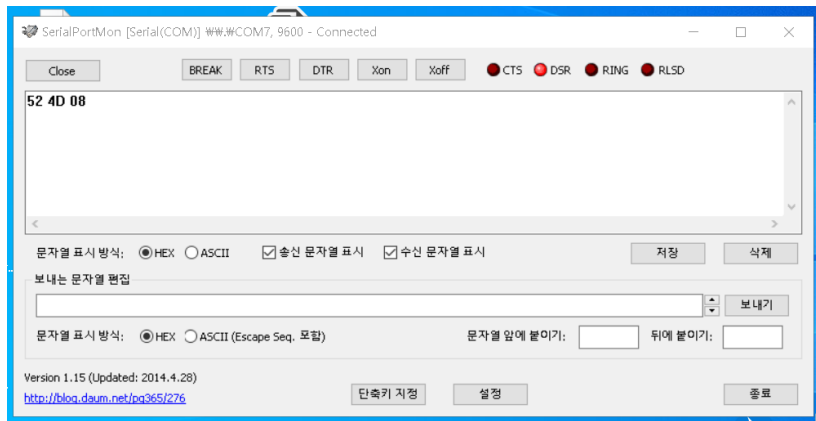 SerialPortMon [Serial(COM)] ₩₩.₩COM7, 9600 - Connected
Close BREAK RTS DTR Xon Xoff CTS DSR RING RLSD
52 4D 08
문자열 표시 방식: HEX ASCII 송신 문자열 표시 수신 문자열 표시 저장 삭제
보내는 문자열 편집
보내기
문자열 표시 방식: HEX ASCII (Escape Seq. 포함) 문자열 앞에 붙이기: 뒤에 붙이기:
Version 1.15 (Updated: 2014.4.28)
http://blog.daum.net/pg365/276 단축키 지정 설정 종료